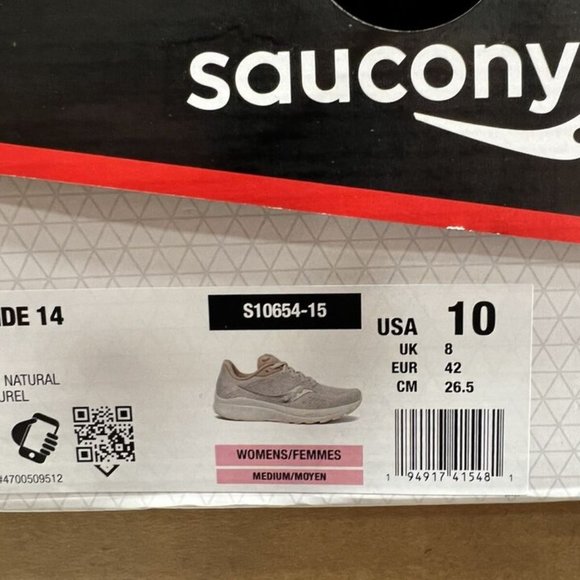 saucony
IDE 14
S10654-15
USA 10
UK 8
EUR 42
CM 26.5
NATURAL
UREL
#4700509512
WOMENS/FEMMES
MEDIUM/MOYEN
1 94917 41548 1